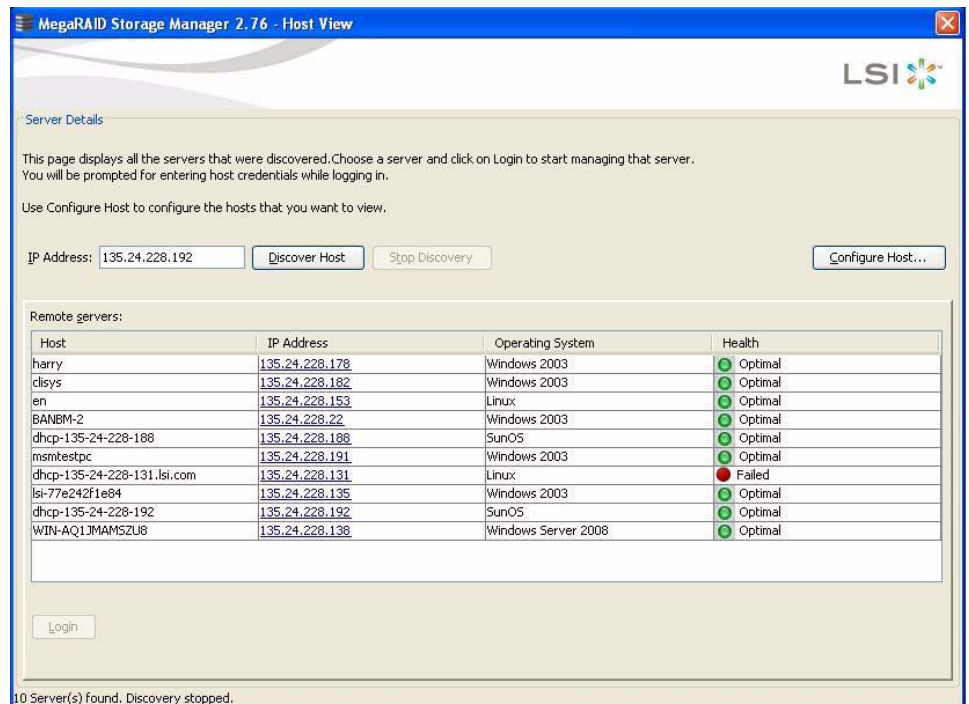 MegaRAID Storage Manager 2.76 - Host View
LSI
Server Details
This page displays all the servers that were discovered.Choose a server and click on Login to start managing that server.
You will be prompted for entering host credentials while logging in.
Use Configure Host to configure the hosts that you want to view.
IP Address: 135.24.228.192 Discover Host Stop Discovery Configure Host...
Remote servers:
Host IP Address Operating System Health
harry 135.24.228.178 Windows 2003 Optimal
clisys 135.24.228.182 Windows 2003 Optimal
en 135.24.228.153 Linux Optimal
BANBM-2 135.24.228.22 Windows 2003 Optimal
dhcp-135-24-228-188 135.24.228.188 SunOS Optimal
msmtestpc 135.24.228.191 Windows 2003 Optimal
dhcp-135-24-228-131.lsi.com 135.24.228.131 Linux Failed
lsi-77e242f1e84 135.24.228.135 Windows 2003 Optimal
dhcp-135-24-228-192 135.24.228.192 SunOS Optimal
WIN-AQ1JMAMSZU8 135.24.228.138 Windows Server 2008 Optimal
Login
10 Server(s) found. Discovery stopped.